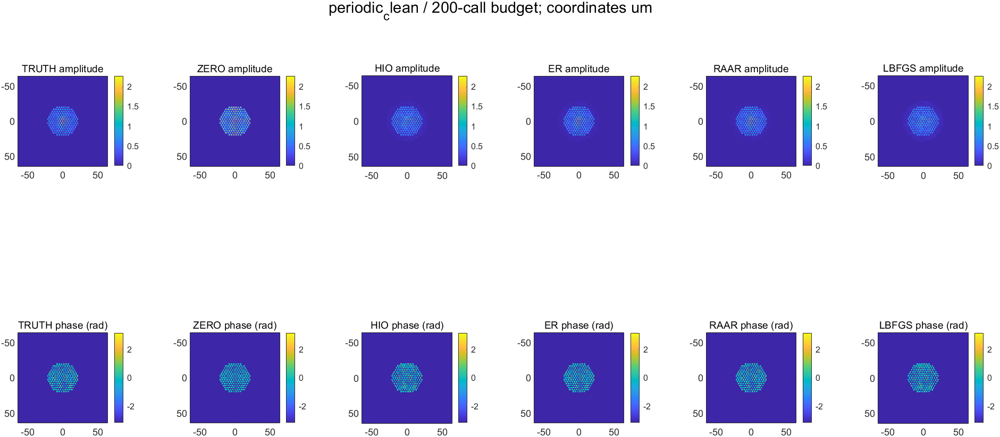 periodic_clean / 200-call budget; coordinates um
TRUTH amplitude
ZERO amplitude
HIO amplitude
ER amplitude
RAAR amplitude
LBFGS amplitude
-50 0 50
-50 0 50
2 1.5 1 0.5 0
-50 0 50
-50 0 50
2 1.5 1 0.5 0
-50 0 50
-50 0 50
2 1.5 1 0.5 0
-50 0 50
-50 0 50
2 1.5 1 0.5 0
-50 0 50
-50 0 50
2 1.5 1 0.5 0
-50 0 50
-50 0 50
2 1.5 1 0.5 0
TRUTH phase (rad)
ZERO phase (rad)
HIO phase (rad)
ER phase (rad)
RAAR phase (rad)
LBFGS phase (rad)
-50 0 50
-50 0 50
2 0 -2
-50 0 50
-50 0 50
2 0 -2
-50 0 50
-50 0 50
2 0 -2
-50 0 50
-50 0 50
2 0 -2
-50 0 50
-50 0 50
2 0 -2
-50 0 50
-50 0 50
2 0 -2